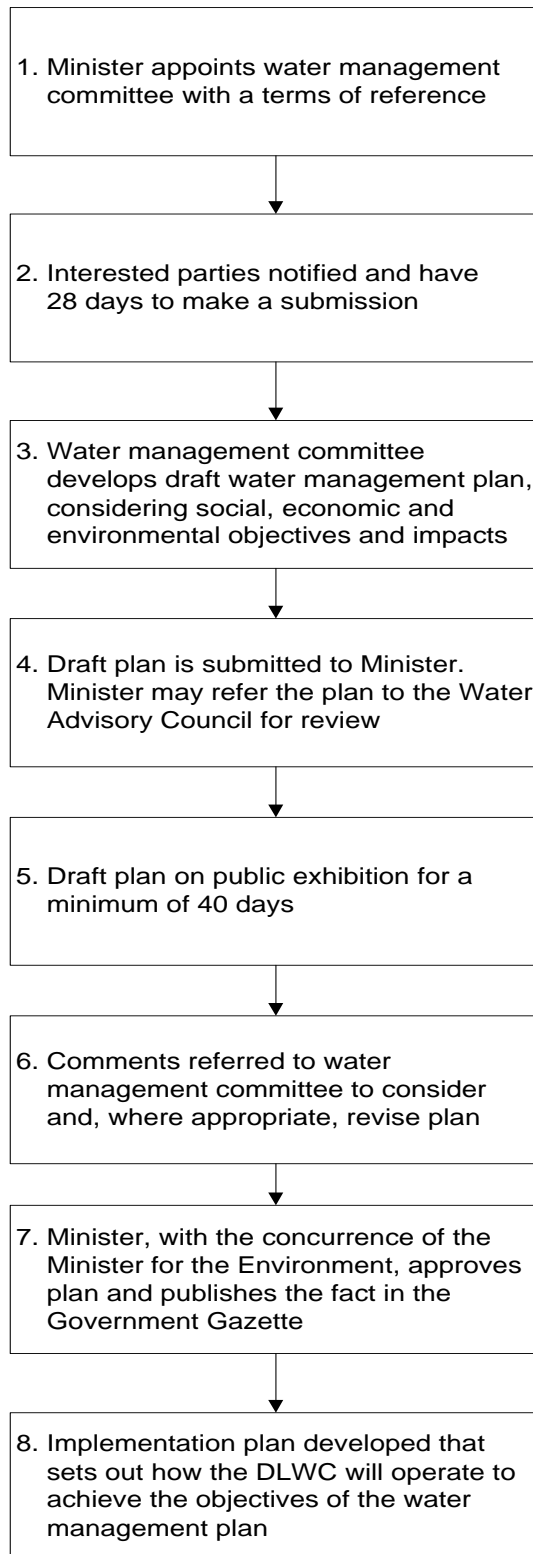 1. Minister appoints water management
committee with a terms of reference
2. Interested parties notified and have
28 days to make a submission
3. Water management committee
develops draft water management plan,
considering social, economic and
environmental objectives and impacts
4. Draft plan is submitted to Minister.
Minister may refer the plan to the Water
Advisory Council for review
5. Draft plan on public exhibition for a
minimum of 40 days
6. Comments referred to water
management committee to consider
and, where appropriate, revise plan
7. Minister, with the concurrence of the
Minister for the Environment, approves
plan and publishes the fact in the
Government Gazette
8. Implementation plan developed that
sets out how the DLWC will operate to
achieve the objectives of the water
management plan